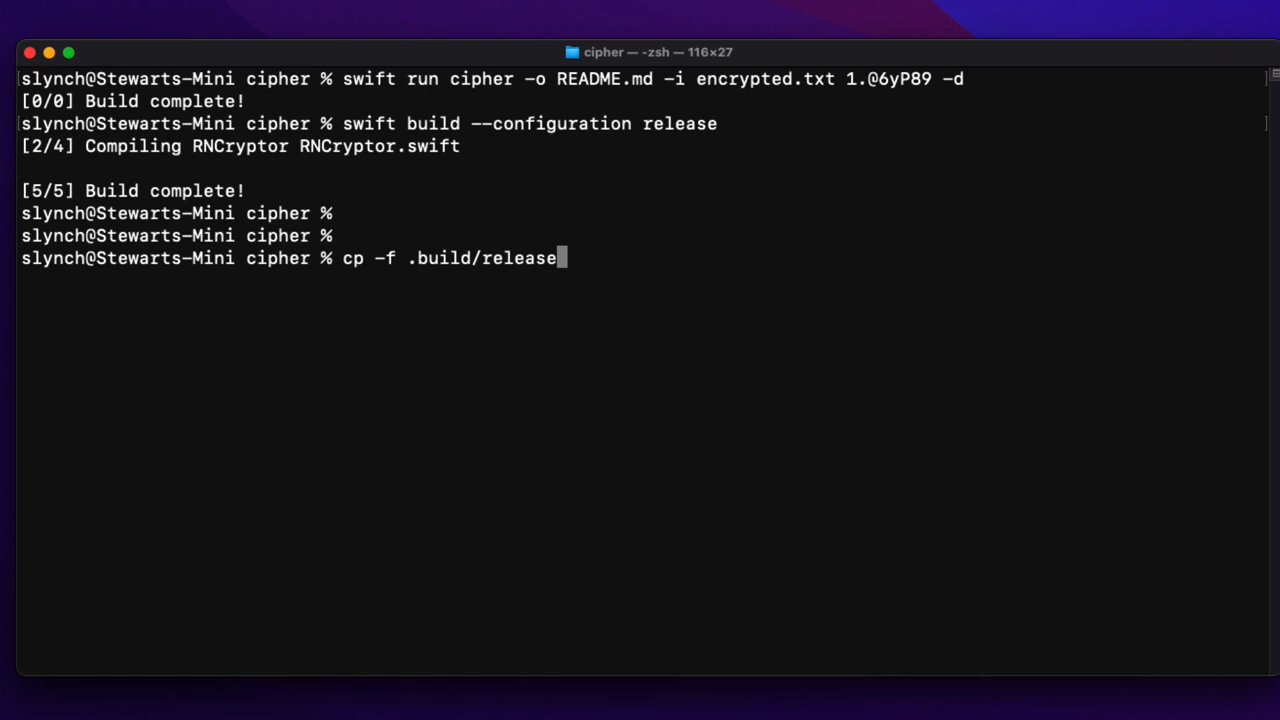 cipher — -zsh — 116×27
slynch@Stewarts-Mini cipher % swift run cipher -o README.md -i encrypted.txt 1.@6yP89 -d
[0/0] Build complete!
slynch@Stewarts-Mini cipher % swift build --configuration release
[2/4] Compiling RNCryptor RNCryptor.swift
[5/5] Build complete!
slynch@Stewarts-Mini cipher %
slynch@Stewarts-Mini cipher %
slynch@Stewarts-Mini cipher % cp -f .build/release